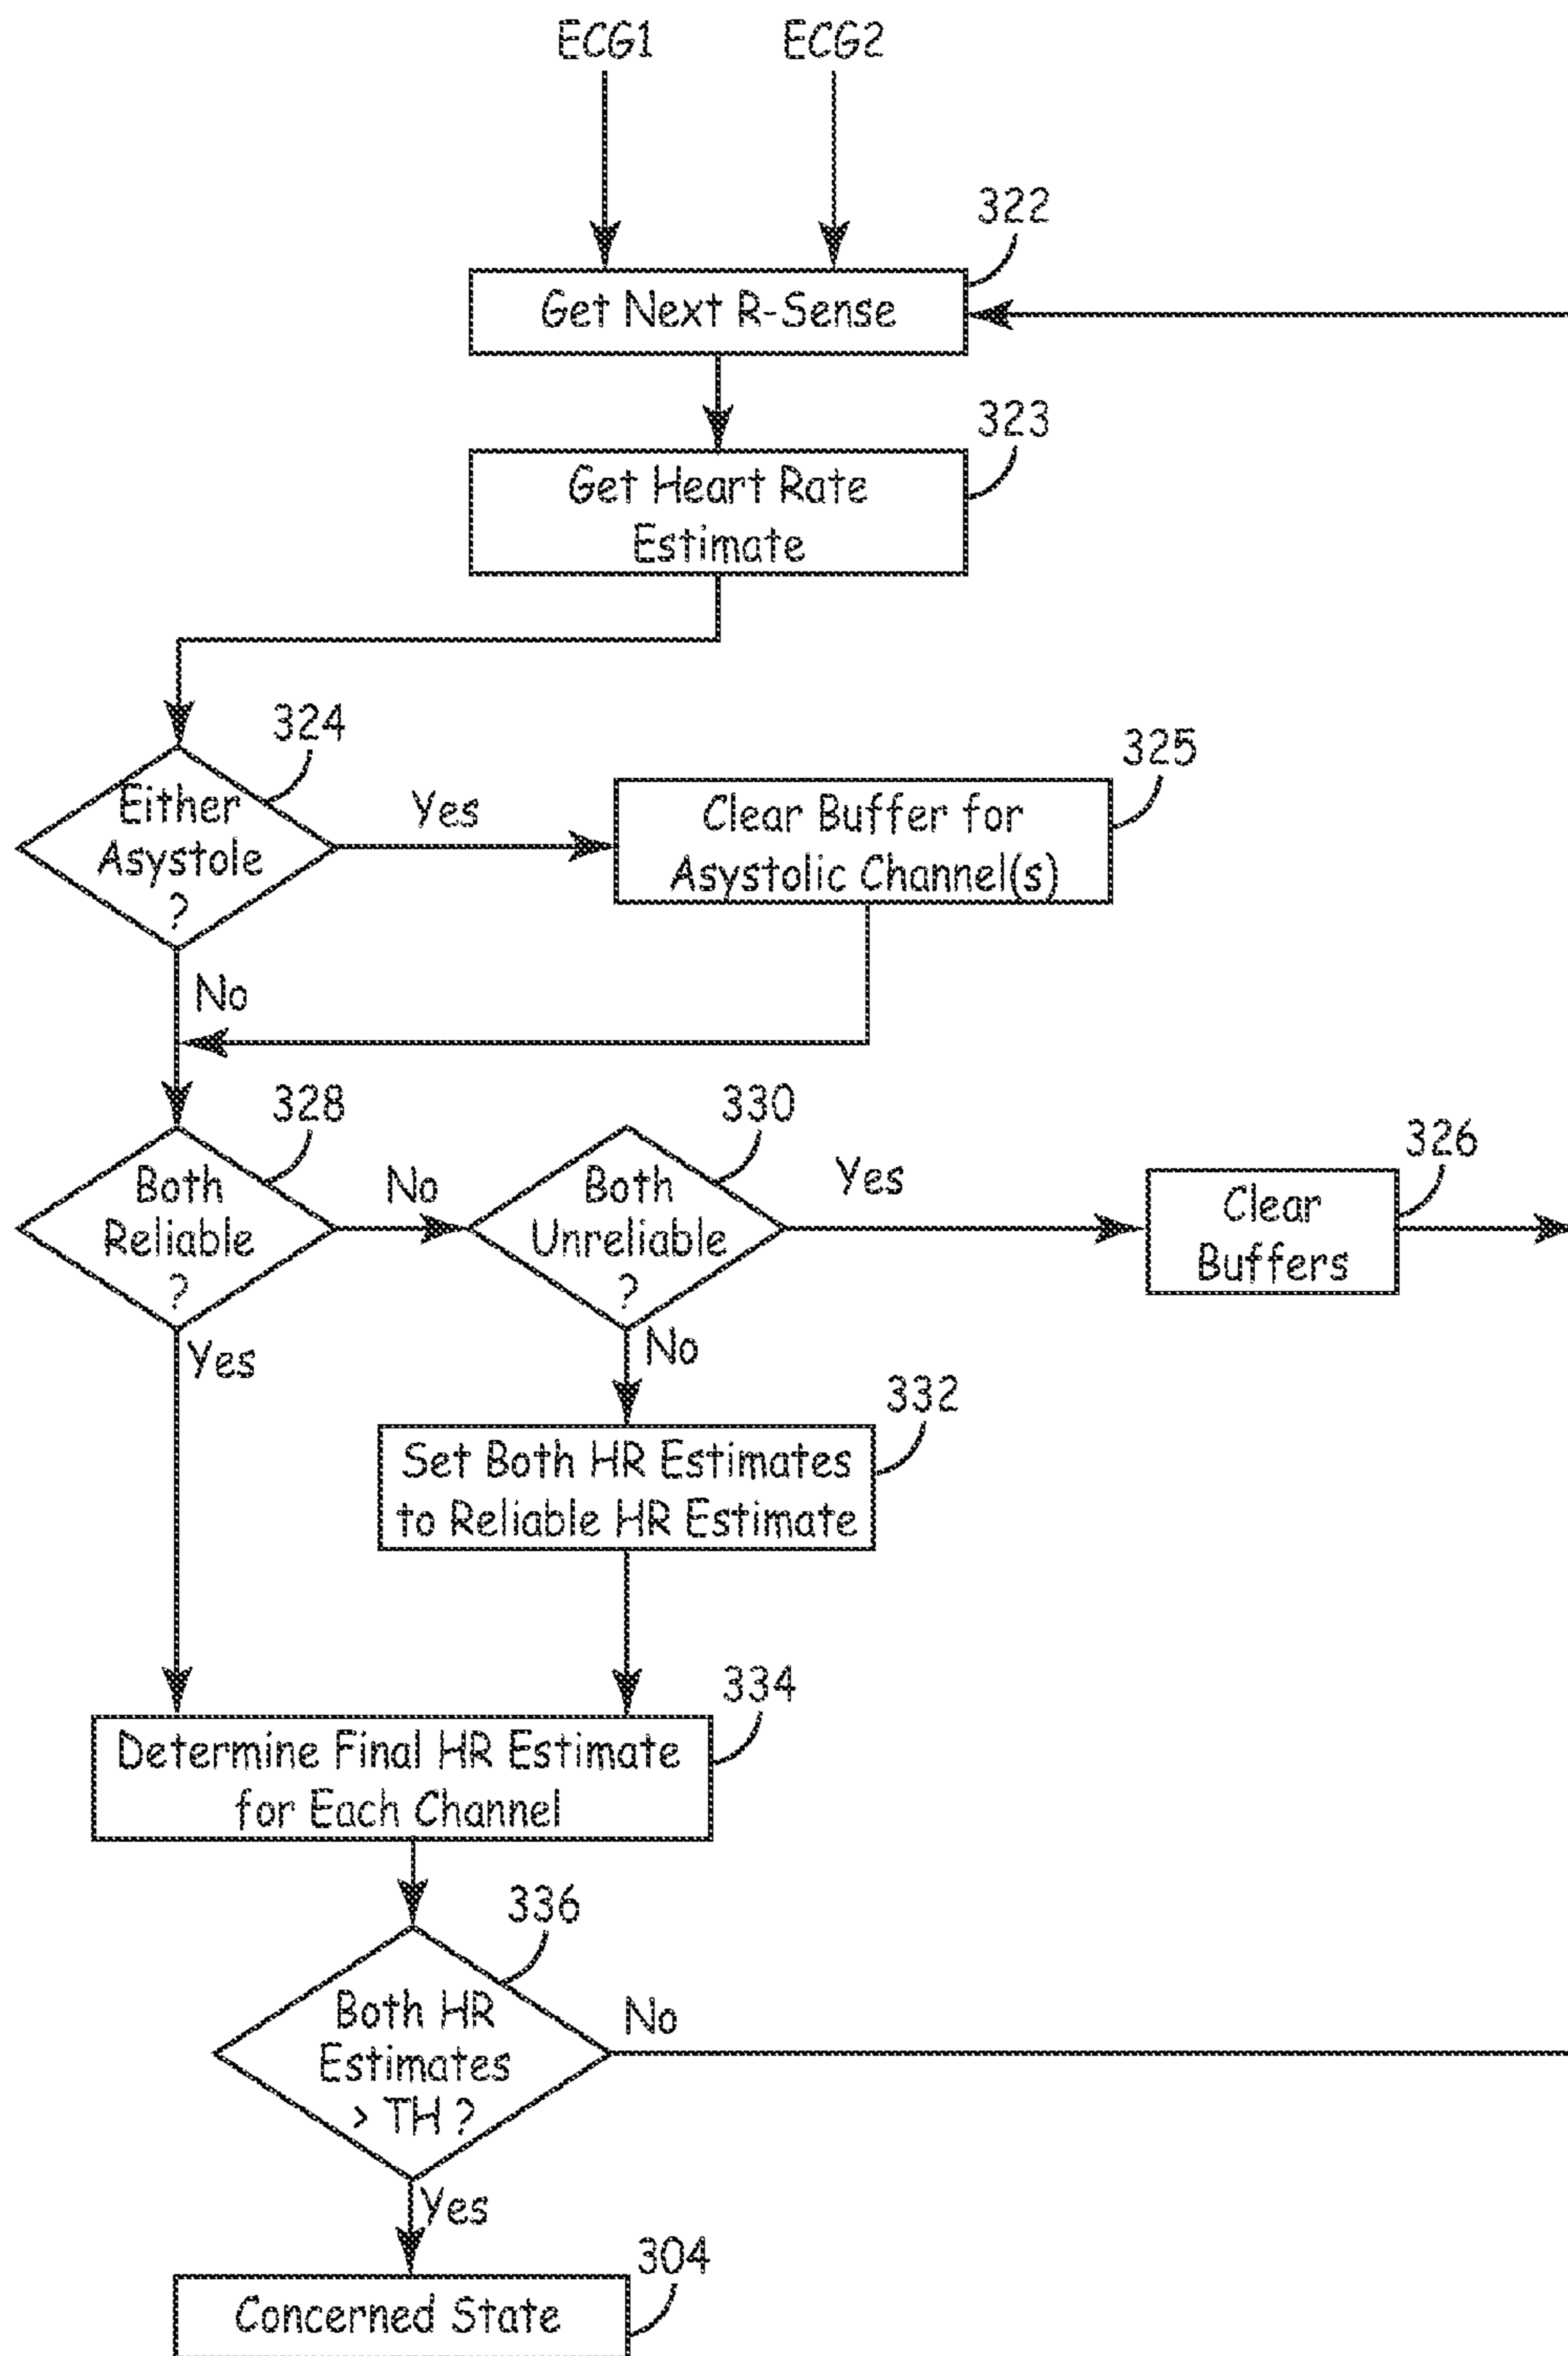 ECG1
ECG2
322
Get Next R-Sense
323
Get Heart Rate
Estimate
324
Either
Asystole
?
Yes
325
Clear Buffer for
Asystolic Channel(s)
No
328
Both
Reliable
?
No
330
Both
Unreliable
?
Yes
326
Clear
Buffers
Yes
No
332
Set Both HR Estimates
to Reliable HR Estimate
334
Determine Final HR Estimate
for Each Channel
336
Both HR
Estimates
> TH ?
No
Yes
304
Concerned State